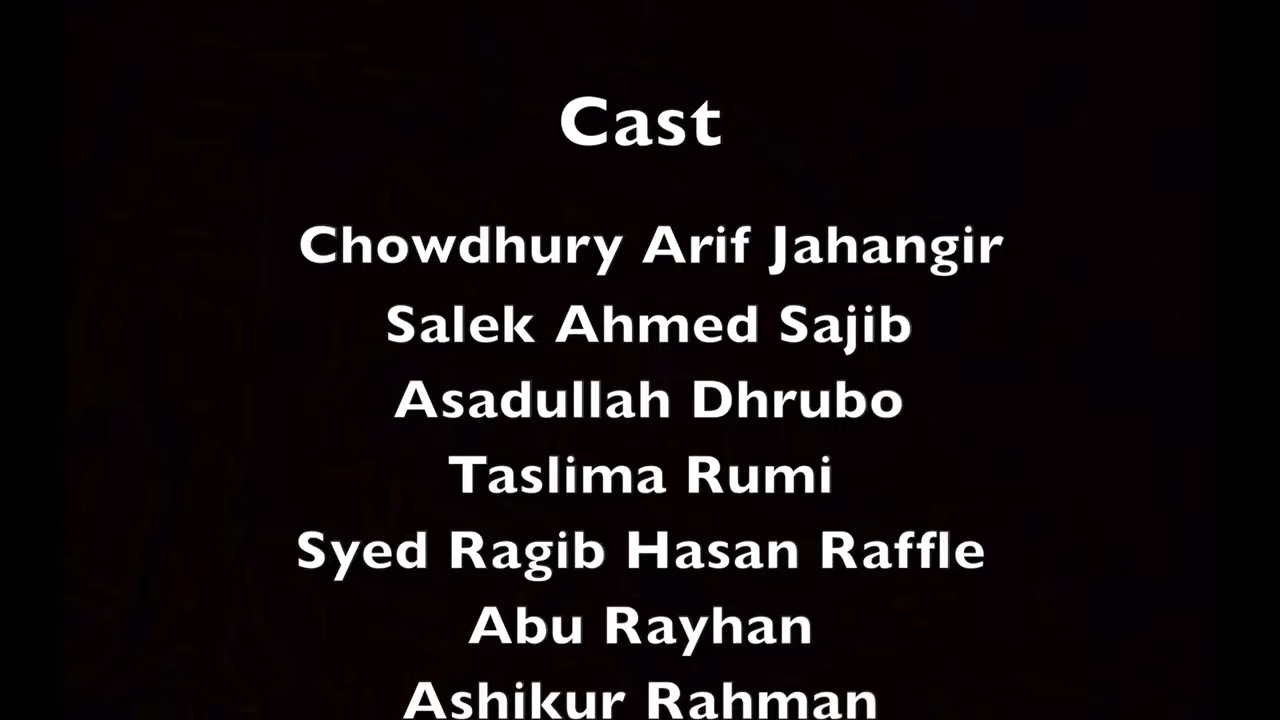 Cast
Chowdhury Arif Jahangir
Salek Ahmed Sajib
Asadullah Dhrubo
Taslima Rumi
Syed Ragib Hasan Raffle
Abu Rayhan
Ashikur Rahman